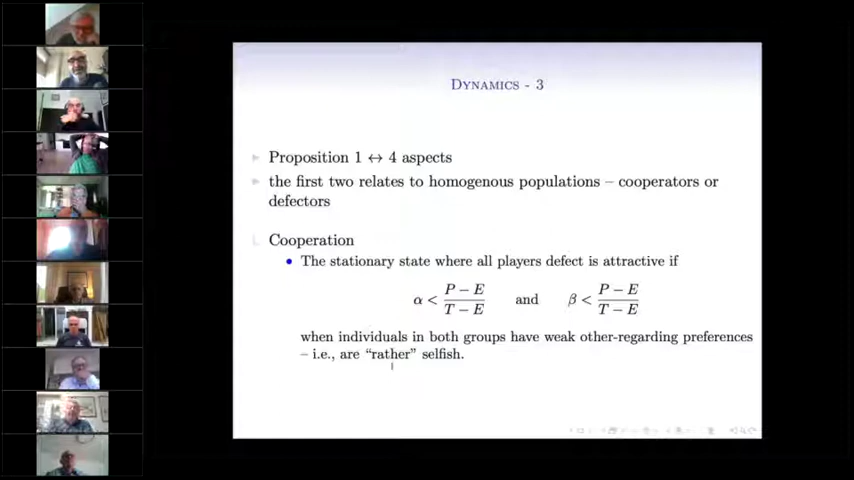 DYNAMICS - 3
Proposition 1 ↔ 4 aspects
the first two relates to homogenous populations – cooperators or
defectors
Cooperation
• The stationary state where all players defect is attractive if
α < (P − E)/(T − E) and β < (P − E)/(T − E)
when individuals in both groups have weak other-regarding preferences
– i.e., are “rather” selfish.